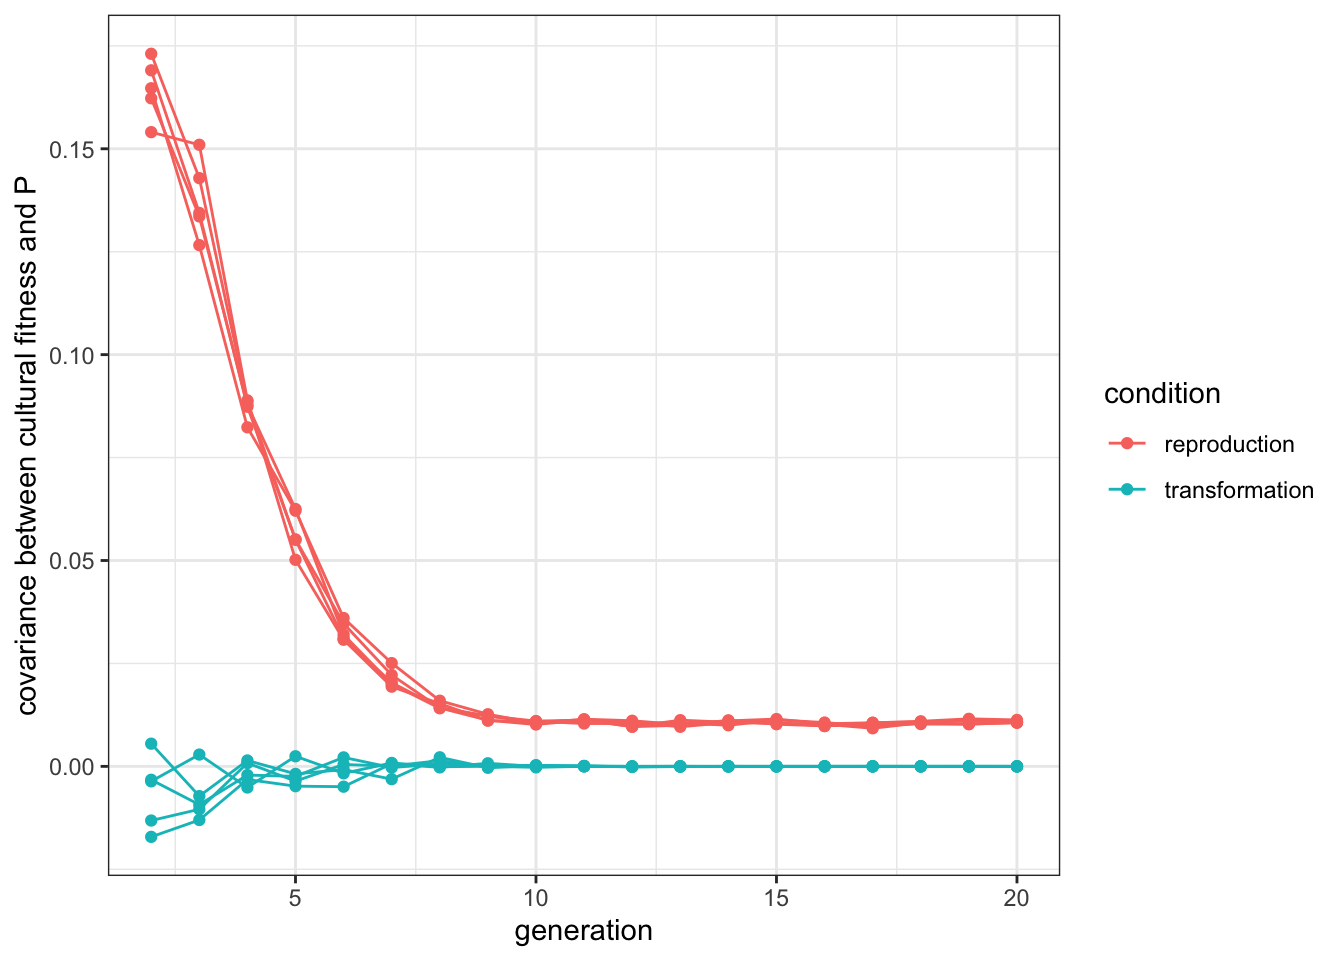 covariance between cultural fitness and P
0.15
0.10
0.05
0.00
5
10
15
20
generation
condition
reproduction
transformation